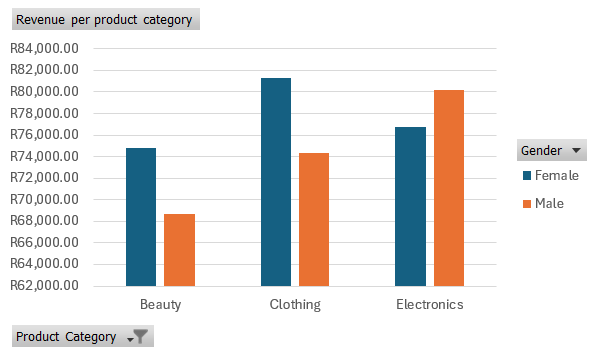 Revenue per product category
R84,000.00
R82,000.00
R80,000.00
R78,000.00
R76,000.00
R74,000.00
R72,000.00
R70,000.00
R68,000.00
R66,000.00
R64,000.00
R62,000.00
Beauty Clothing Electronics
Gender
Female
Male
Product Category